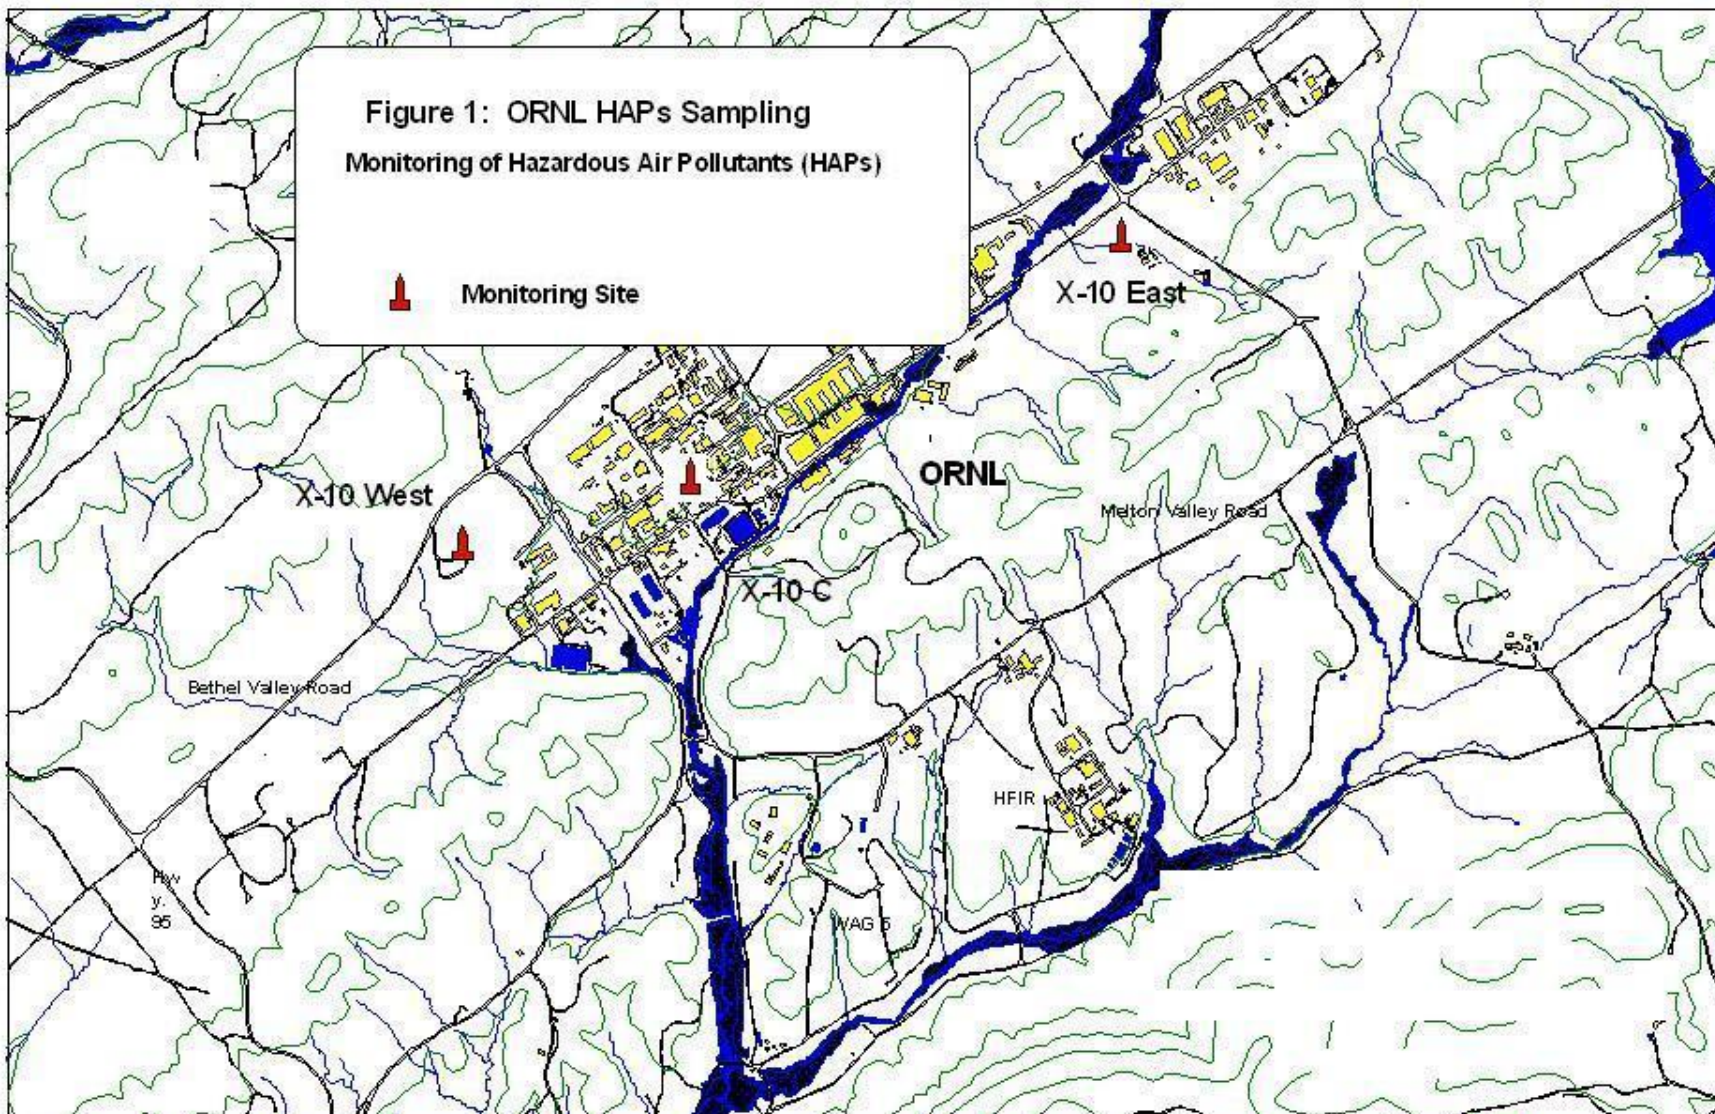 Figure 1: ORNL HAPs Sampling
Monitoring of Hazardous Air Pollutants (HAPs)
Monitoring Site
X-10 East
ORNL
X-10 West
Melton Valley Road
X-10 C
Bethel Valley Road
HFIR
Hw
y.
95
WAG 5